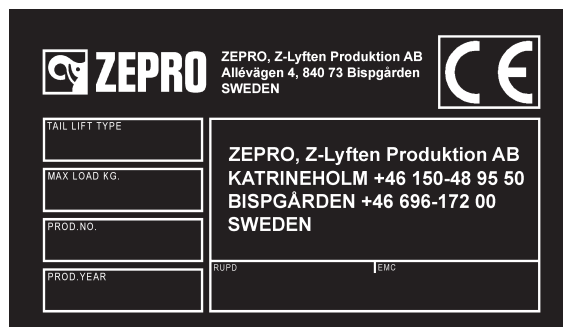 ZEPRO
ZEPRO, Z-Lyften Produktion AB
Allévägen 4, 840 73 Bispgården
SWEDEN
CE
TAIL LIFT TYPE
MAX LOAD KG.
PROD.NO.
PROD.YEAR
ZEPRO, Z-Lyften Produktion AB
KATRINEHOLM +46 150-48 95 50
BISPGÅRDEN +46 696-172 00
SWEDEN
RUPD
EMC